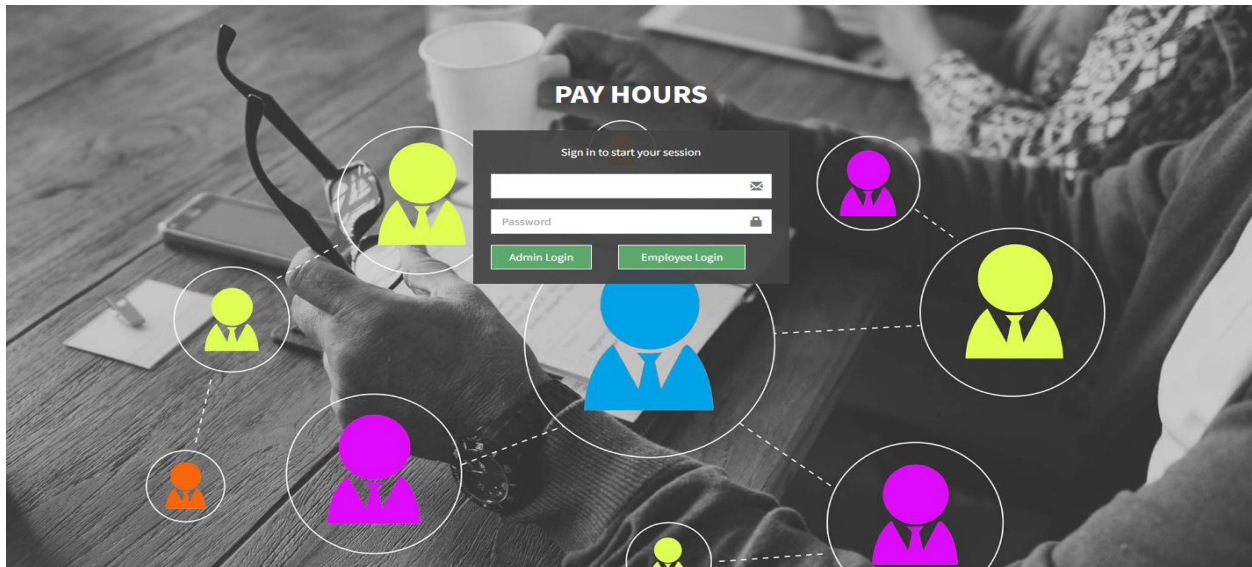 PAY HOURS
Sign in to start your session
Password
Admin Login
Employee Login